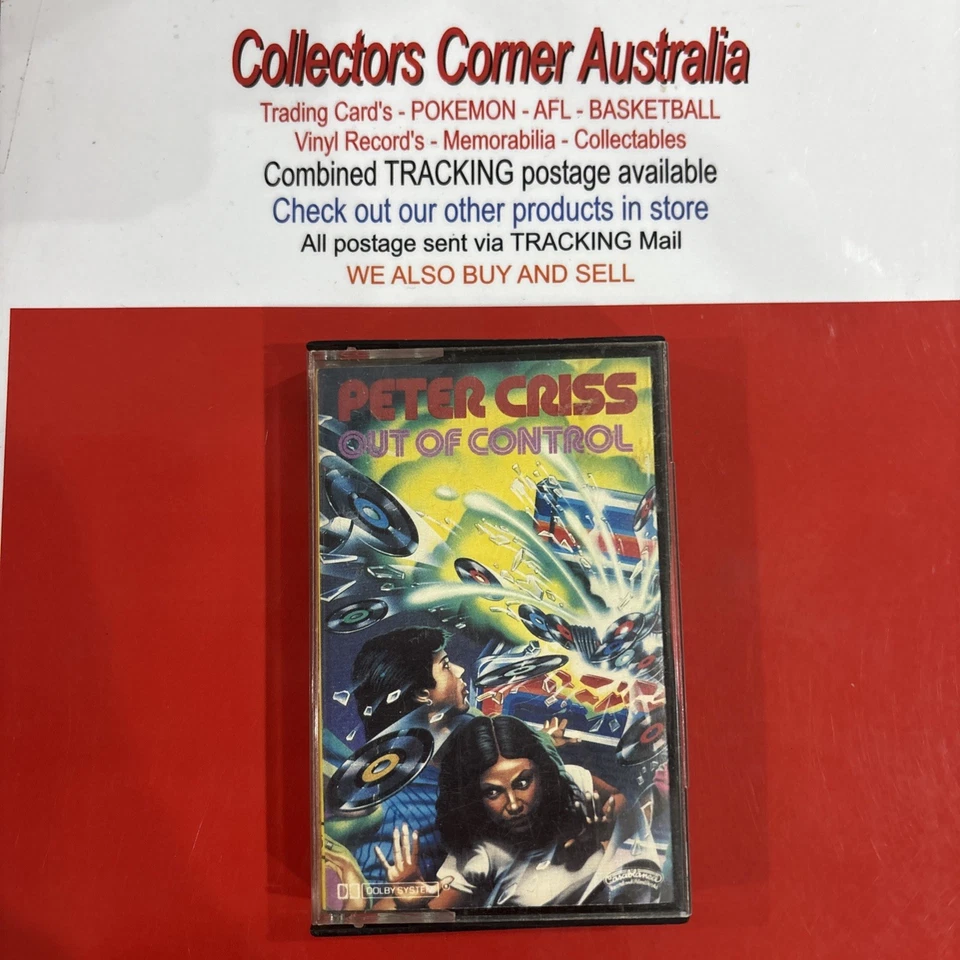 Collectors Corner Australia
Trading Card's - POKEMON - AFL - BASKETBALL
Vinyl Record's - Memorabilia - Collectables
Combined TRACKING postage available
Check out our other products in store
All postage sent via TRACKING Mail
WE ALSO BUY AND SELL
PETER CRISS
OUT OF CONTROL
DOLBY SYSTEM
Casablanca